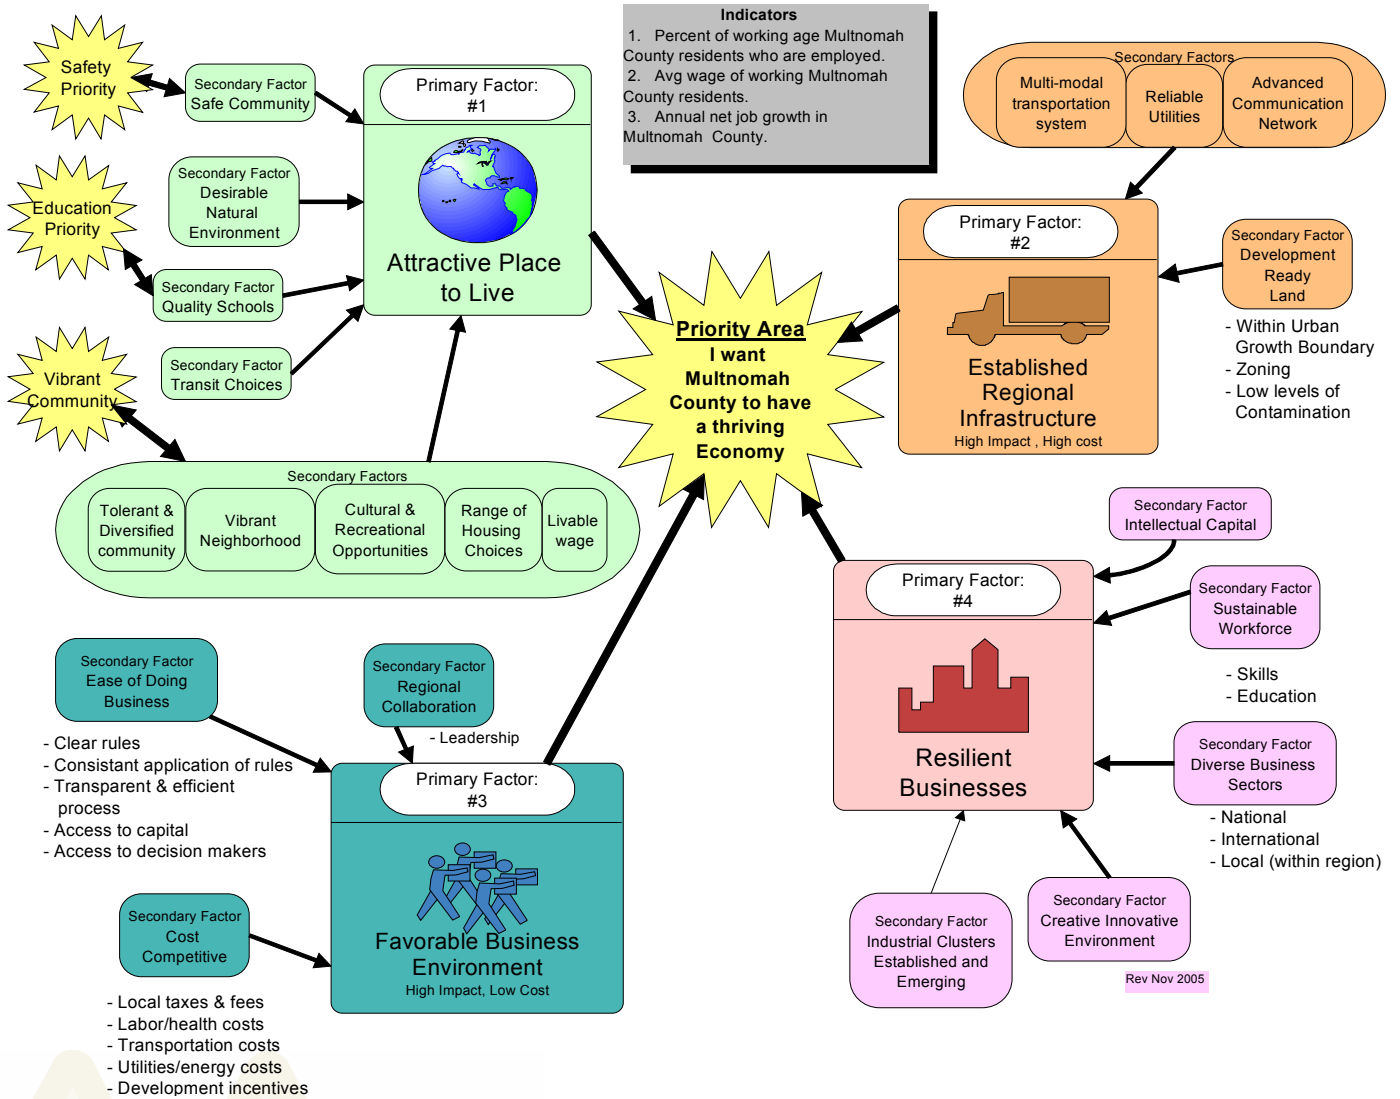 Indicators
1. Percent of working age Multnomah
County residents who are employed.
2. Avg wage of working Multnomah
County residents.
3. Annual net job growth in
Multnomah County.
Safety
Priority
Secondary Factor
Safe Community
Primary Factor:
#1
Secondary Factor
Desirable
Natural
Environment
Education
Priority
Secondary Factor
Quality Schools
Attractive Place
to Live
Secondary Factor
Transit Choices
Vibrant
Community
Secondary Factors
Tolerant &
Diversified
community
Vibrant
Neighborhood
Cultural &
Recreational
Opportunities
Range of
Housing
Choices
Livable
wage
Priority Area
I want
Multnomah
County to have
a thriving
Economy
Secondary Factors
Multi-modal
transportation
system
Reliable
Utilities
Advanced
Communication
Network
Primary Factor:
#2
Established
Regional
Infrastructure
High Impact , High cost
Secondary Factor
Development
Ready
Land
- Within Urban
Growth Boundary
- Zoning
- Low levels of
Contamination
Secondary Factor
Ease of Doing
Business
- Clear rules
- Consistant application of rules
- Transparent & efficient
process
- Access to capital
- Access to decision makers
Secondary Factor
Regional
Collaboration
- Leadership
Primary Factor:
#3
Favorable Business
Environment
High Impact, Low Cost
Secondary Factor
Cost
Competitive
- Local taxes & fees
- Labor/health costs
- Transportation costs
- Utilities/energy costs
- Development incentives
Primary Factor:
#4
Resilient
Businesses
Secondary Factor
Intellectual Capital
Secondary Factor
Sustainable
Workforce
- Skills
- Education
Secondary Factor
Diverse Business
Sectors
- National
- International
- Local (within region)
Secondary Factor
Industrial Clusters
Established and
Emerging
Secondary Factor
Creative Innovative
Environment
Rev Nov 2005